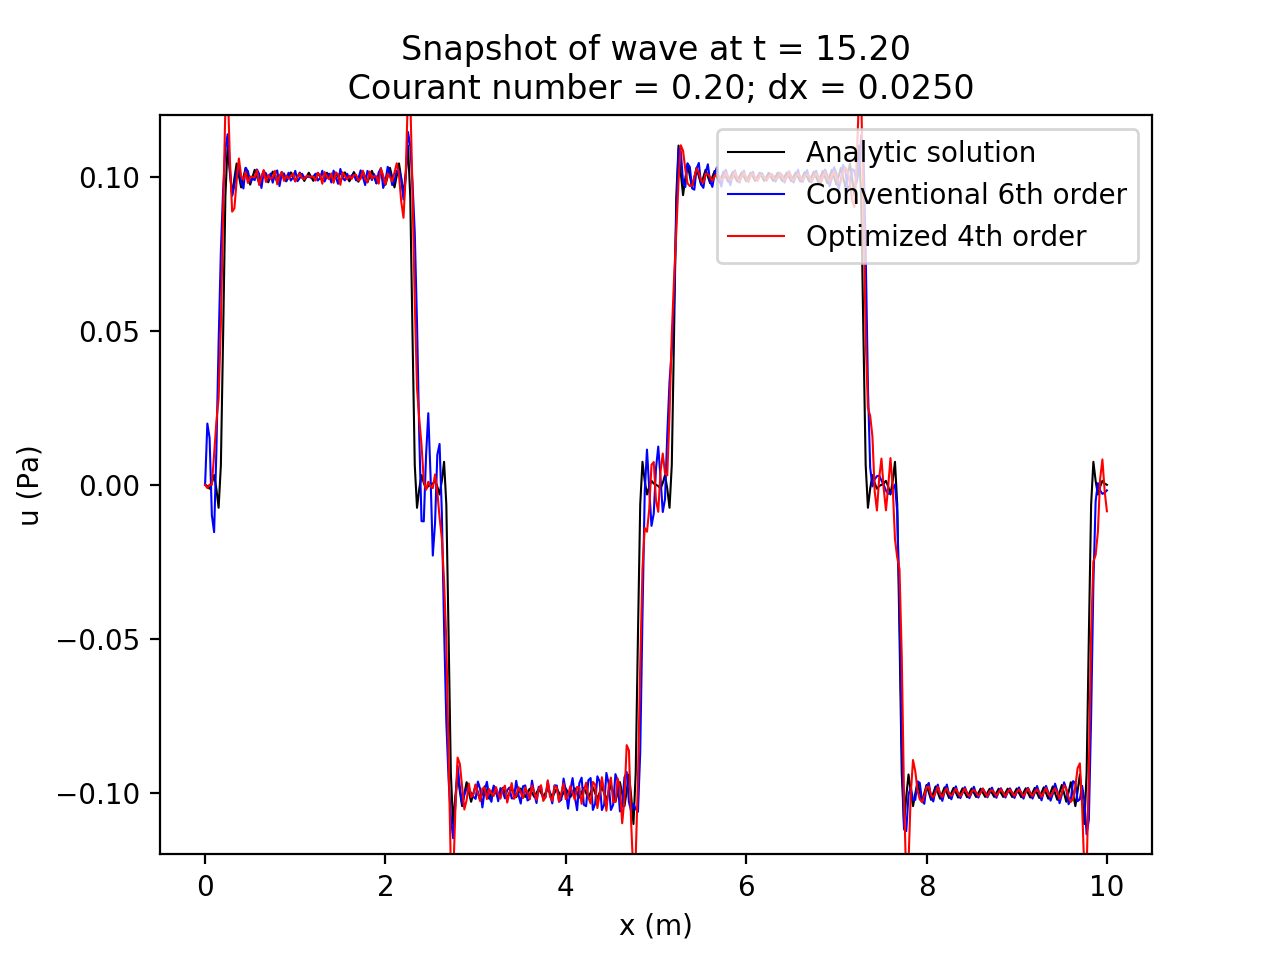 Snapshot of wave at t = 15.20
Courant number = 0.20; dx = 0.0250
Analytic solution
Conventional 6th order
Optimized 4th order
u (Pa)
0.10
0.05
0.00
−0.05
−0.10
0 2 4 6 8 10
x (m)